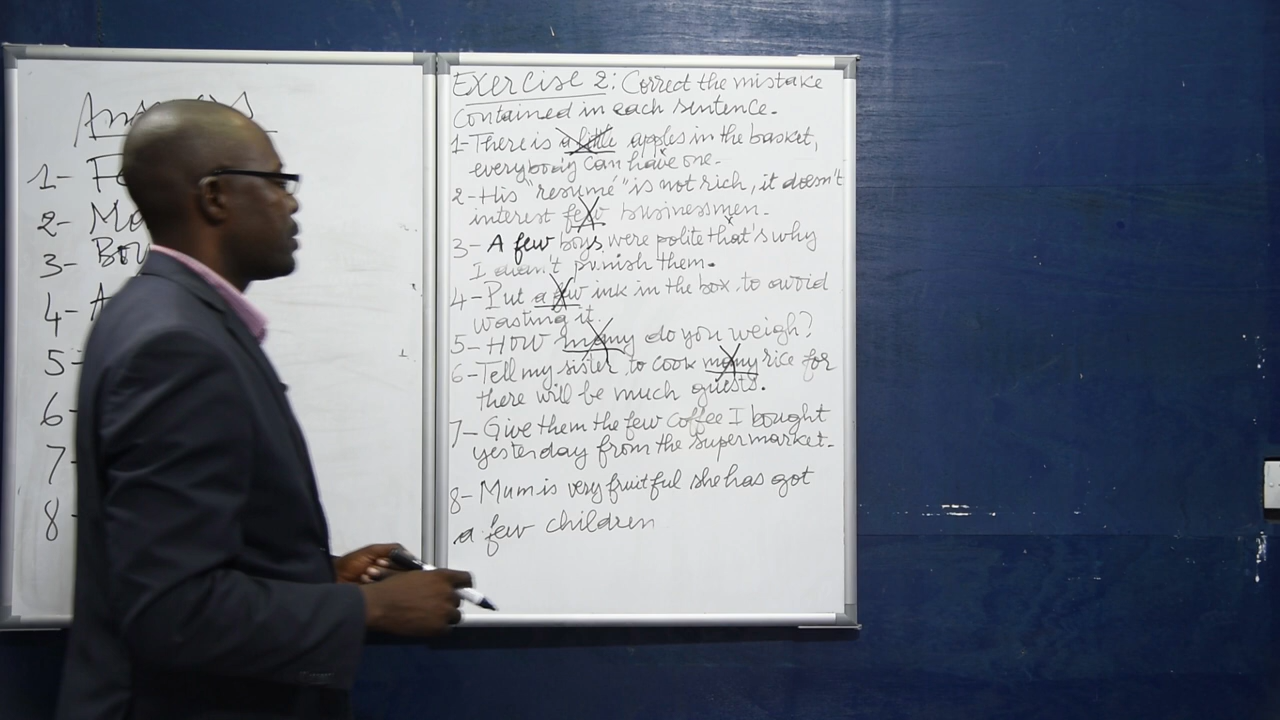 1-
2-
3-
4-
5-
6-
7-
8-
Exercise 2: Correct the mistake
contained in each sentence.
1-There is a little apples in the basket,
everybody can have one.
2-His "resumé" is not rich, it doesn't
interest few businessmen.
3- A few boys were polite that's why
I didn't punish them.
4-Put a few ink in the box to avoid
wasting it.
5- How many do you weigh?
6-Tell my sister to cook many rice for
there will be much guests.
7- Give them the few coffee I bought
yesterday from the supermarket.
8- Mum is very fruitful she has got
a few children